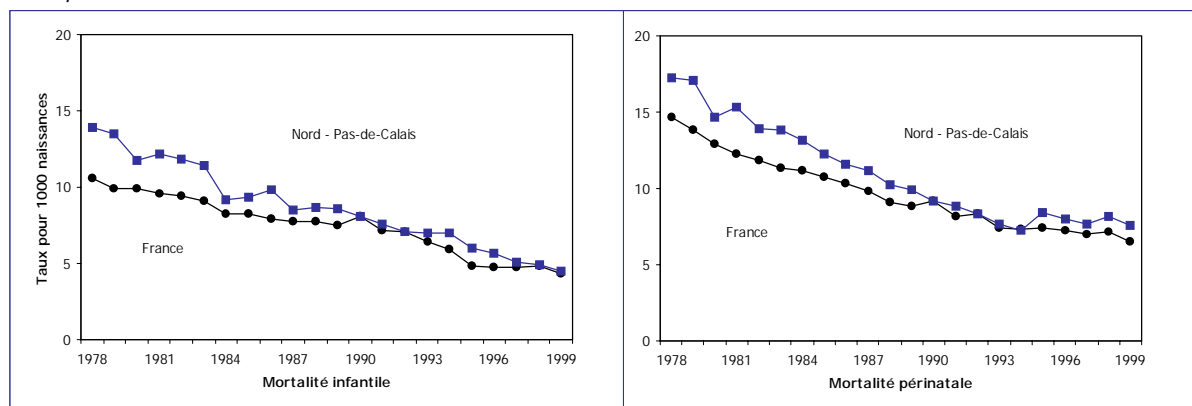 20
15
10
5
0
Taux pour 1000 naissances
Nord - Pas-de-Calais
France
1978 1981 1984 1987 1990 1993 1996 1999
Mortalité infantile
20
15
10
5
0
Nord - Pas-de-Calais
France
1978 1981 1984 1987 1990 1993 1996 1999
Mortalité périnatale